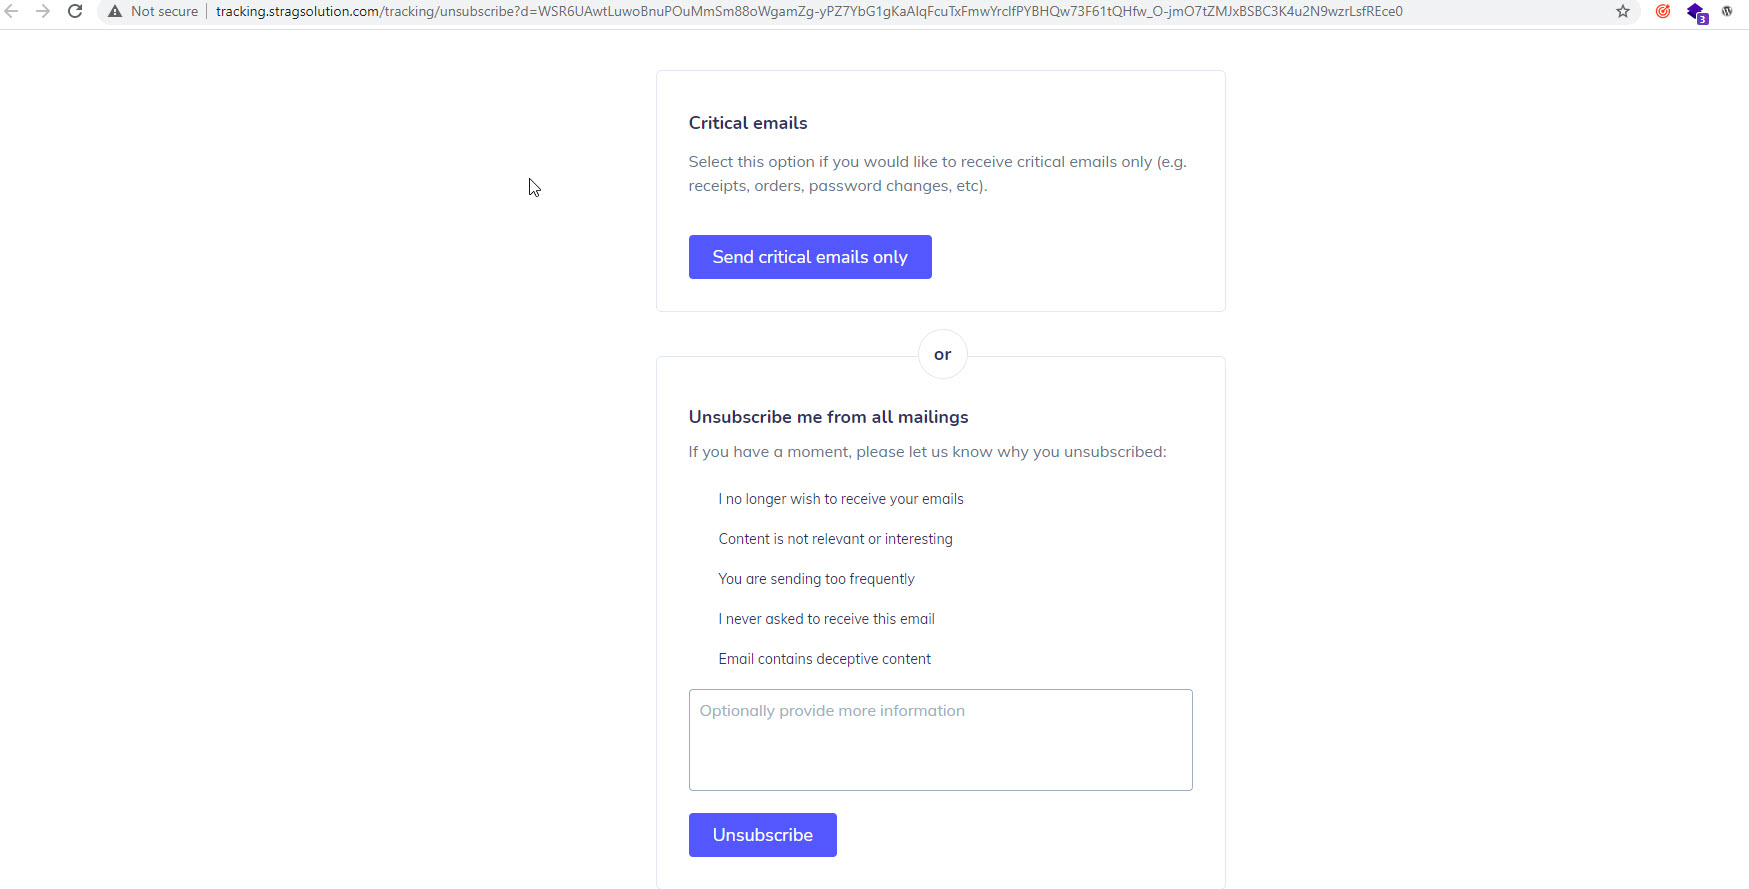 Not secure tracking.stragsolution.com/tracking/unsubscribe?d=WSR6UAwtLuwoBnuPOuMmSm88oWgamZg-yPZ7YbG1gKaAlqFcuTxFmwYrclfPYBHQw73F61tQHfw_O-jmO7tZMJxBSBC3K4u2N9wzrLsfREce0 3
Critical emails
Select this option if you would like to receive critical emails only (e.g.
receipts, orders, password changes, etc).
Send critical emails only
or
Unsubscribe me from all mailings
If you have a moment, please let us know why you unsubscribed:
I no longer wish to receive your emails
Content is not relevant or interesting
You are sending too frequently
I never asked to receive this email
Email contains deceptive content
Optionally provide more information
Unsubscribe